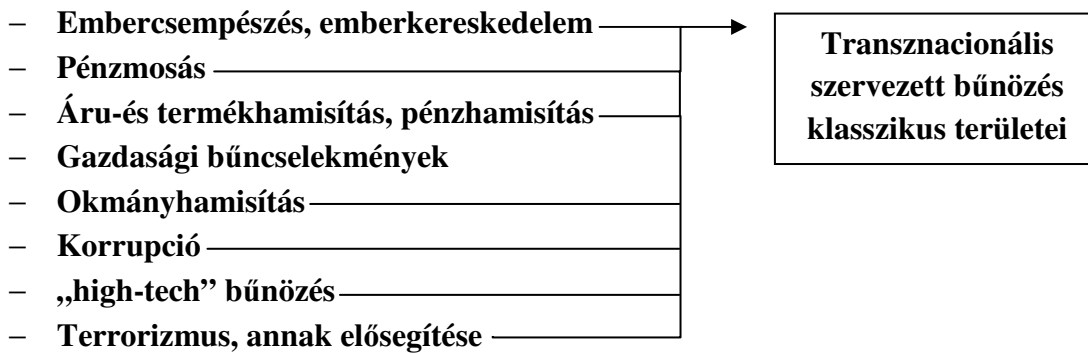 – Embercsempészés, emberkereskedelem
– Pénzmosás
– Áru-és termékhamisítás, pénzhamisítás
– Gazdasági bűncselekmények
– Okmányhamisítás
– Korrupció
– „high-tech” bűnözés
– Terrorizmus, annak elősegítése
Transznacionális
szervezett bűnözés
klasszikus területei